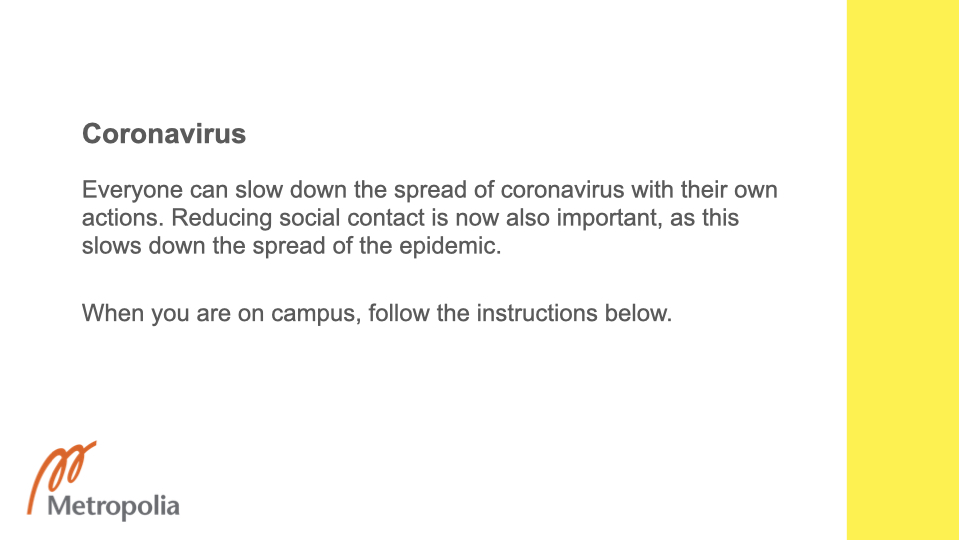 Coronavirus
Everyone can slow down the spread of coronavirus with their own
actions. Reducing social contact is now also important, as this
slows down the spread of the epidemic.
When you are on campus, follow the instructions below.
Metropolia